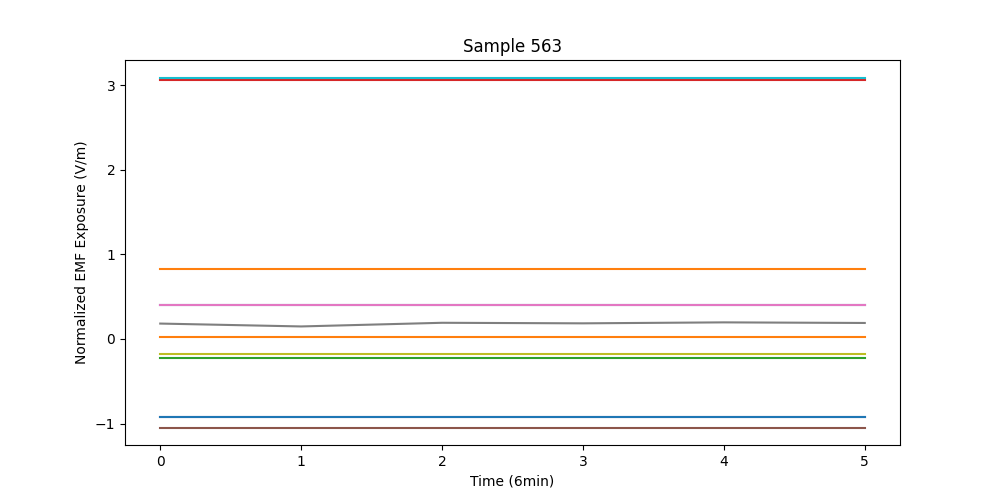 Sample 563
Normalized EMF Exposure (V/m)
3
2
1
0
−1
0 1 2 3 4 5
Time (6min)